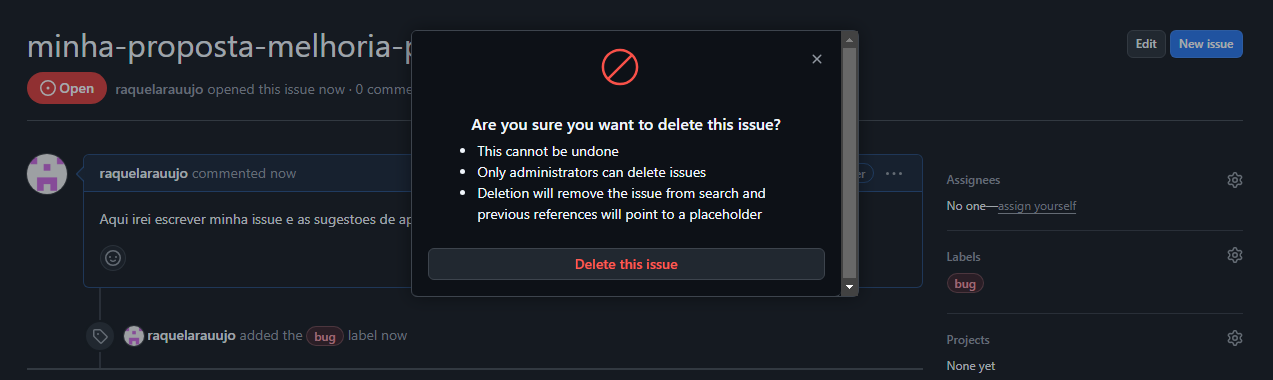 minha-proposta-melhoria-p
Edit
New issue
Open
raquelarauujo opened this issue now · 0 comme
Are you sure you want to delete this issue?
This cannot be undone
Only administrators can delete issues
Deletion will remove the issue from search and
previous references will point to a placeholder
Delete this issue
raquelarauujo commented now
er
Aqui irei escrever minha issue e as sugestoes de ap
raquelarauujo added the bug label now
Assignees
No one—assign yourself
Labels
bug
Projects
None yet